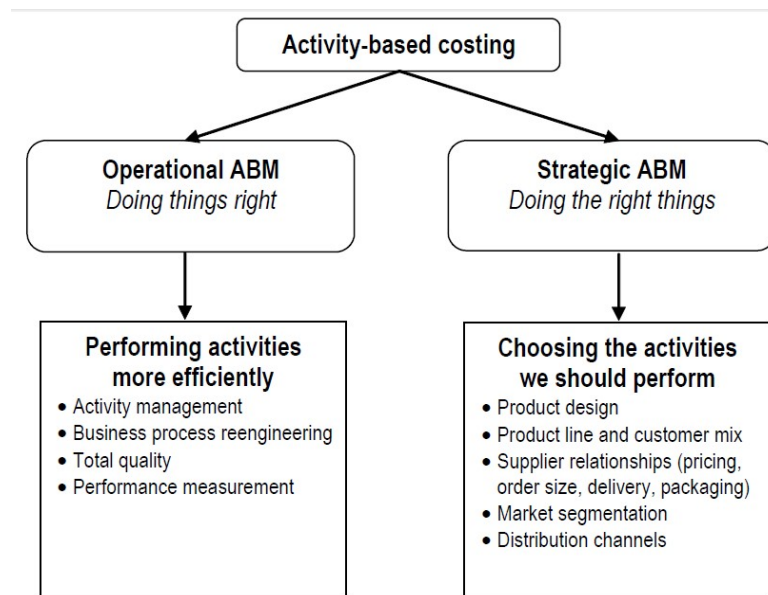 Activity-based costing
Operational ABM
Doing things right
Strategic ABM
Doing the right things
Performing activities
more efficiently
• Activity management
• Business process reengineering
• Total quality
• Performance measurement
Choosing the activities
we should perform
• Product design
• Product line and customer mix
• Supplier relationships (pricing,
order size, delivery, packaging)
• Market segmentation
• Distribution channels